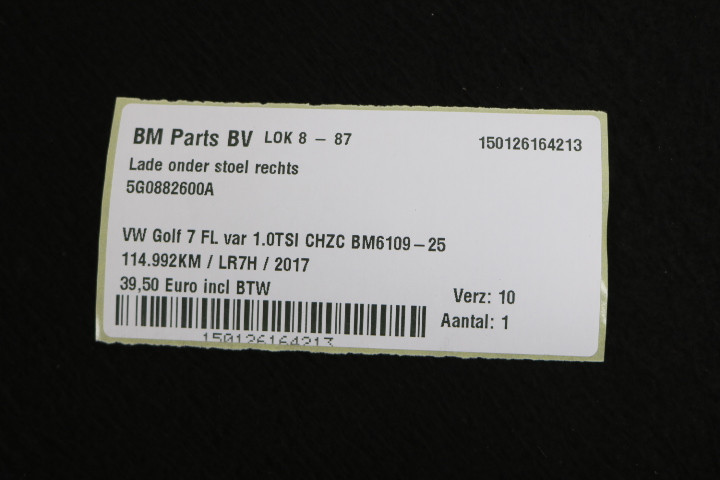 BM Parts BV LOK 8 - 87 150126164213
Lade onder stoel rechts
5G0882600A
VW Golf 7 FL var 1.0TSI CHZC BM6109-25
114.992KM / LR7H / 2017
39,50 Euro incl BTW
Verz: 10
Aantal: 1
150126164213